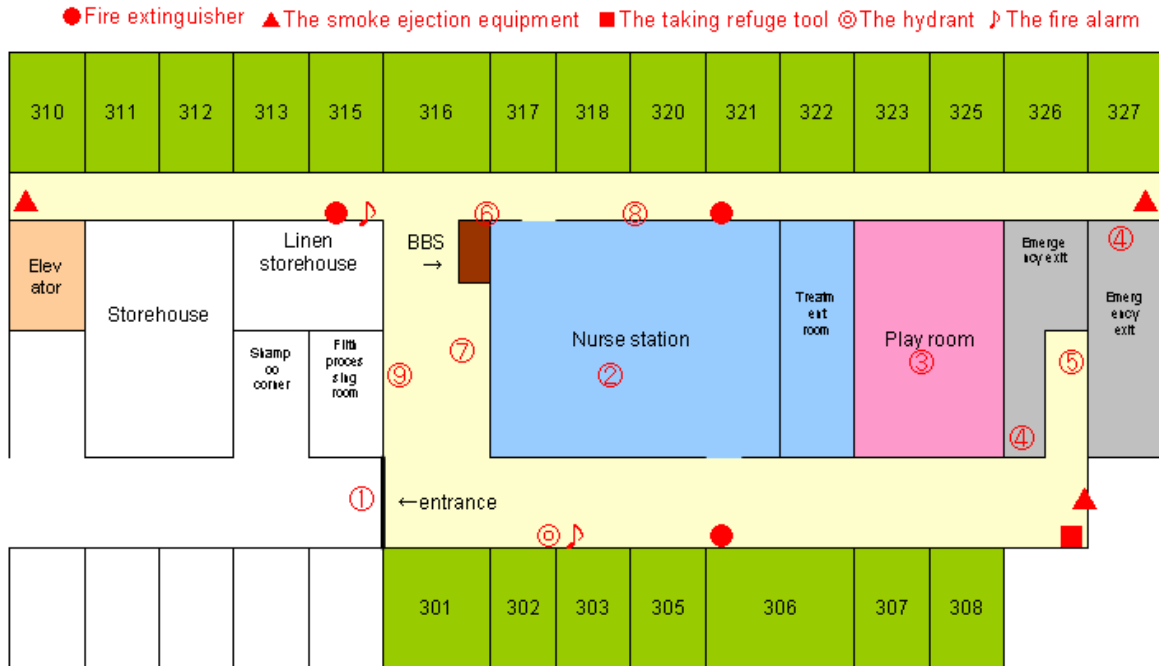 ●Fire extinguisher ▲The smoke ejection equipment ■The taking refuge tool ◎The hydrant ♪The fire alarm
310 311 312 313 315 316 317 318 320 321 322 323 325 326 327
⑥ ⑧
BBS
→
Linen
storehouse
Elev
ator
Storehouse
Emerge
ncy exit
④
Treatm
ent
room
Emerg
ency
exit
Shamp
oo
corner
Filth
proces
sing
room
⑨
⑦
Nurse station
②
Play room
③
⑤
④
①
←entrance
301 302 303 305 306 307 308